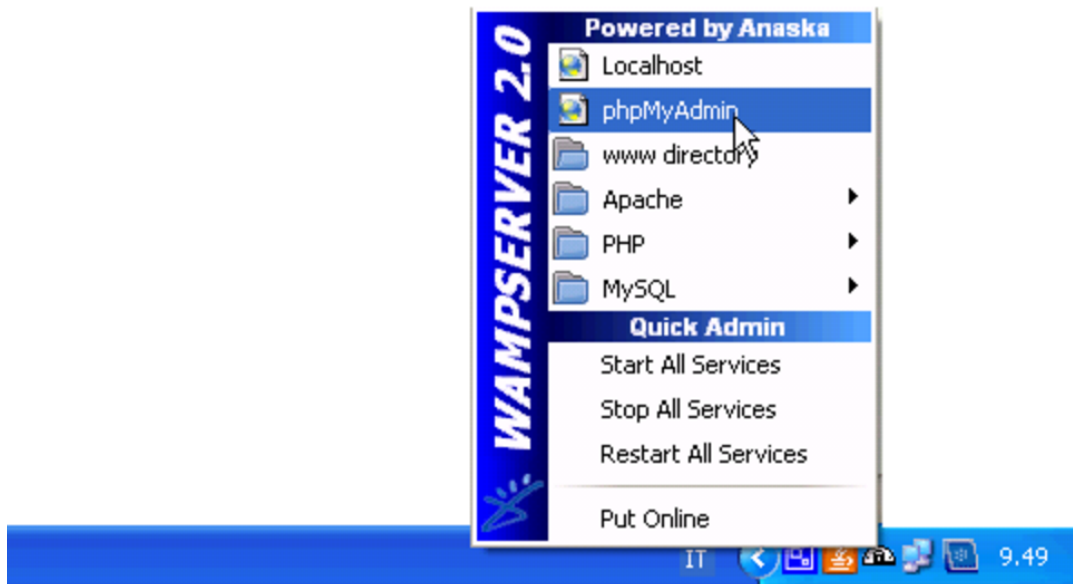 WAMPSERVER 2.0
Powered by Anaska
Localhost
phpMyAdmin
www directory
Apache
PHP
MySQL
Quick Admin
Start All Services
Stop All Services
Restart All Services
Put Online
IT
9.49